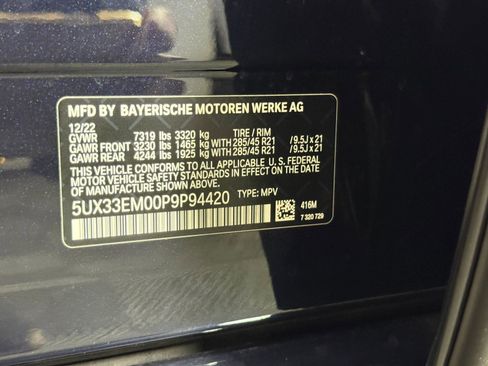 MFD BY BAYERISCHE MOTOREN WERKE AG
12/22
GVWR 7319 lbs 3320 kg TIRE / RIM
GAWR FRONT 3230 lbs 1465 kg WITH 285/45 R21 / 9.5J x 21
GAWR REAR 4244 lbs 1925 kg WITH 285/45 R21 / 9.5J x 21
THIS VEHICLE CONFORMS TO ALL APPLICABLE U.S. FEDERAL
MOTOR VEHICLE SAFETY STANDARDS IN EFFECT ON THE DATE
OF MANUFACTURE SHOWN ABOVE.
5UX33EM00P9P94420 TYPE: MPV
416M
7 320 729